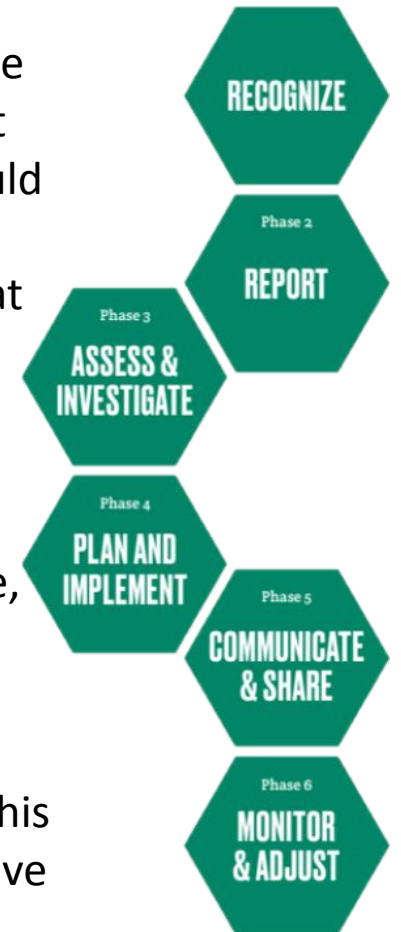 RECOGNIZE
Phase 2
REPORT
Phase 3
ASSESS &
INVESTIGATE
Phase 4
PLAN AND
IMPLEMENT
Phase 5
COMMUNICATE
& SHARE
Phase 6
MONITOR
& ADJUST